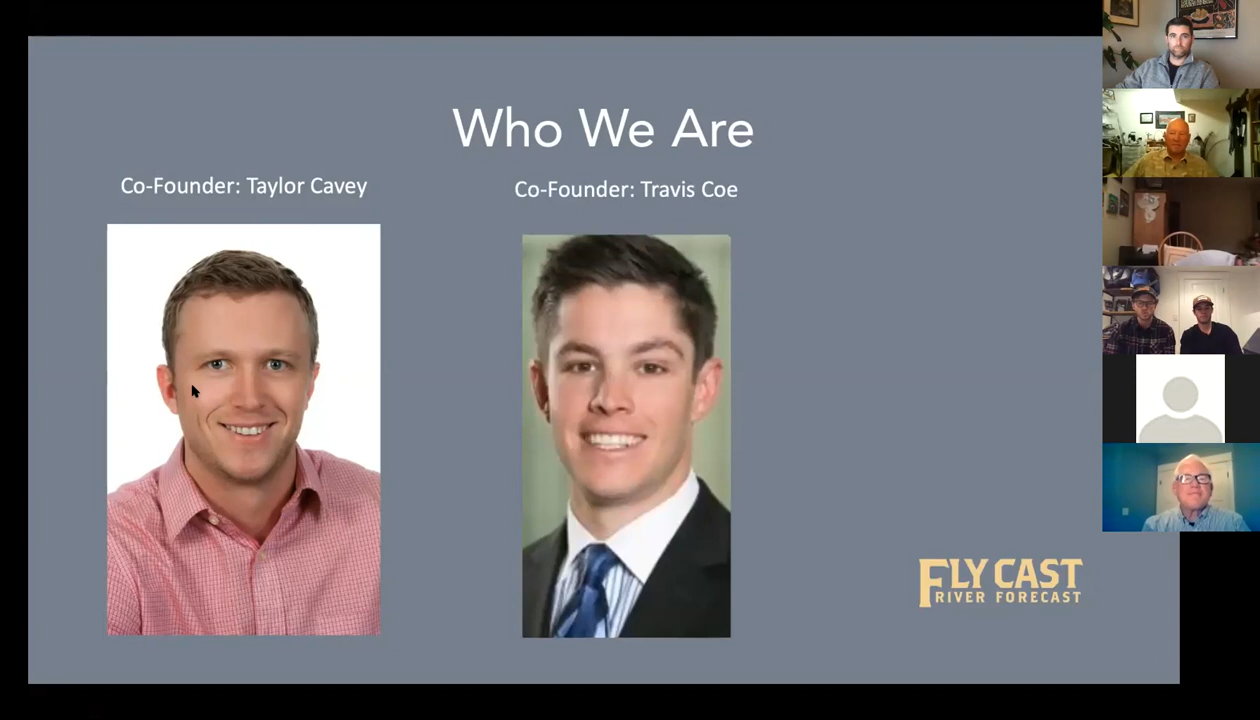 Who We Are
Co-Founder: Taylor Cavey
Co-Founder: Travis Coe
FLY CAST
RIVER FORECAST